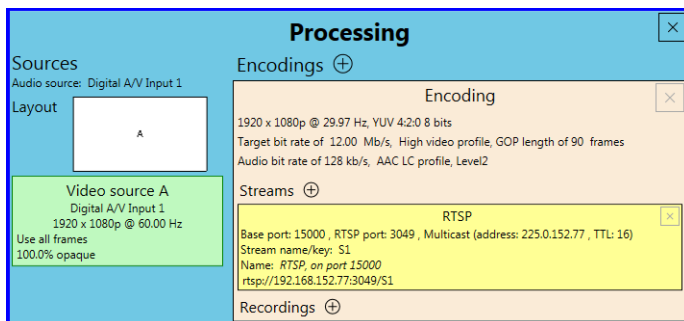 Processing
Sources
Audio source: Digital A/V Input 1
Layout
A
Video source A
Digital A/V Input 1
1920 x 1080p @ 60.00 Hz
Use all frames
100.0% opaque
Encodings
Encoding
1920 x 1080p @ 29.97 Hz, YUV 4:2:0 8 bits
Target bit rate of 12.00 Mb/s, High video profile, GOP length of 90 frames
Audio bit rate of 128 kb/s, AAC LC profile, Level2
Streams
RTSP
Base port: 15000 , RTSP port: 3049 , Multicast (address: 225.0.152.77 , TTL: 16)
Stream name/key: S1
Name: RTSP, on port 15000
rtsp://192.168.152.77:3049/S1
Recordings